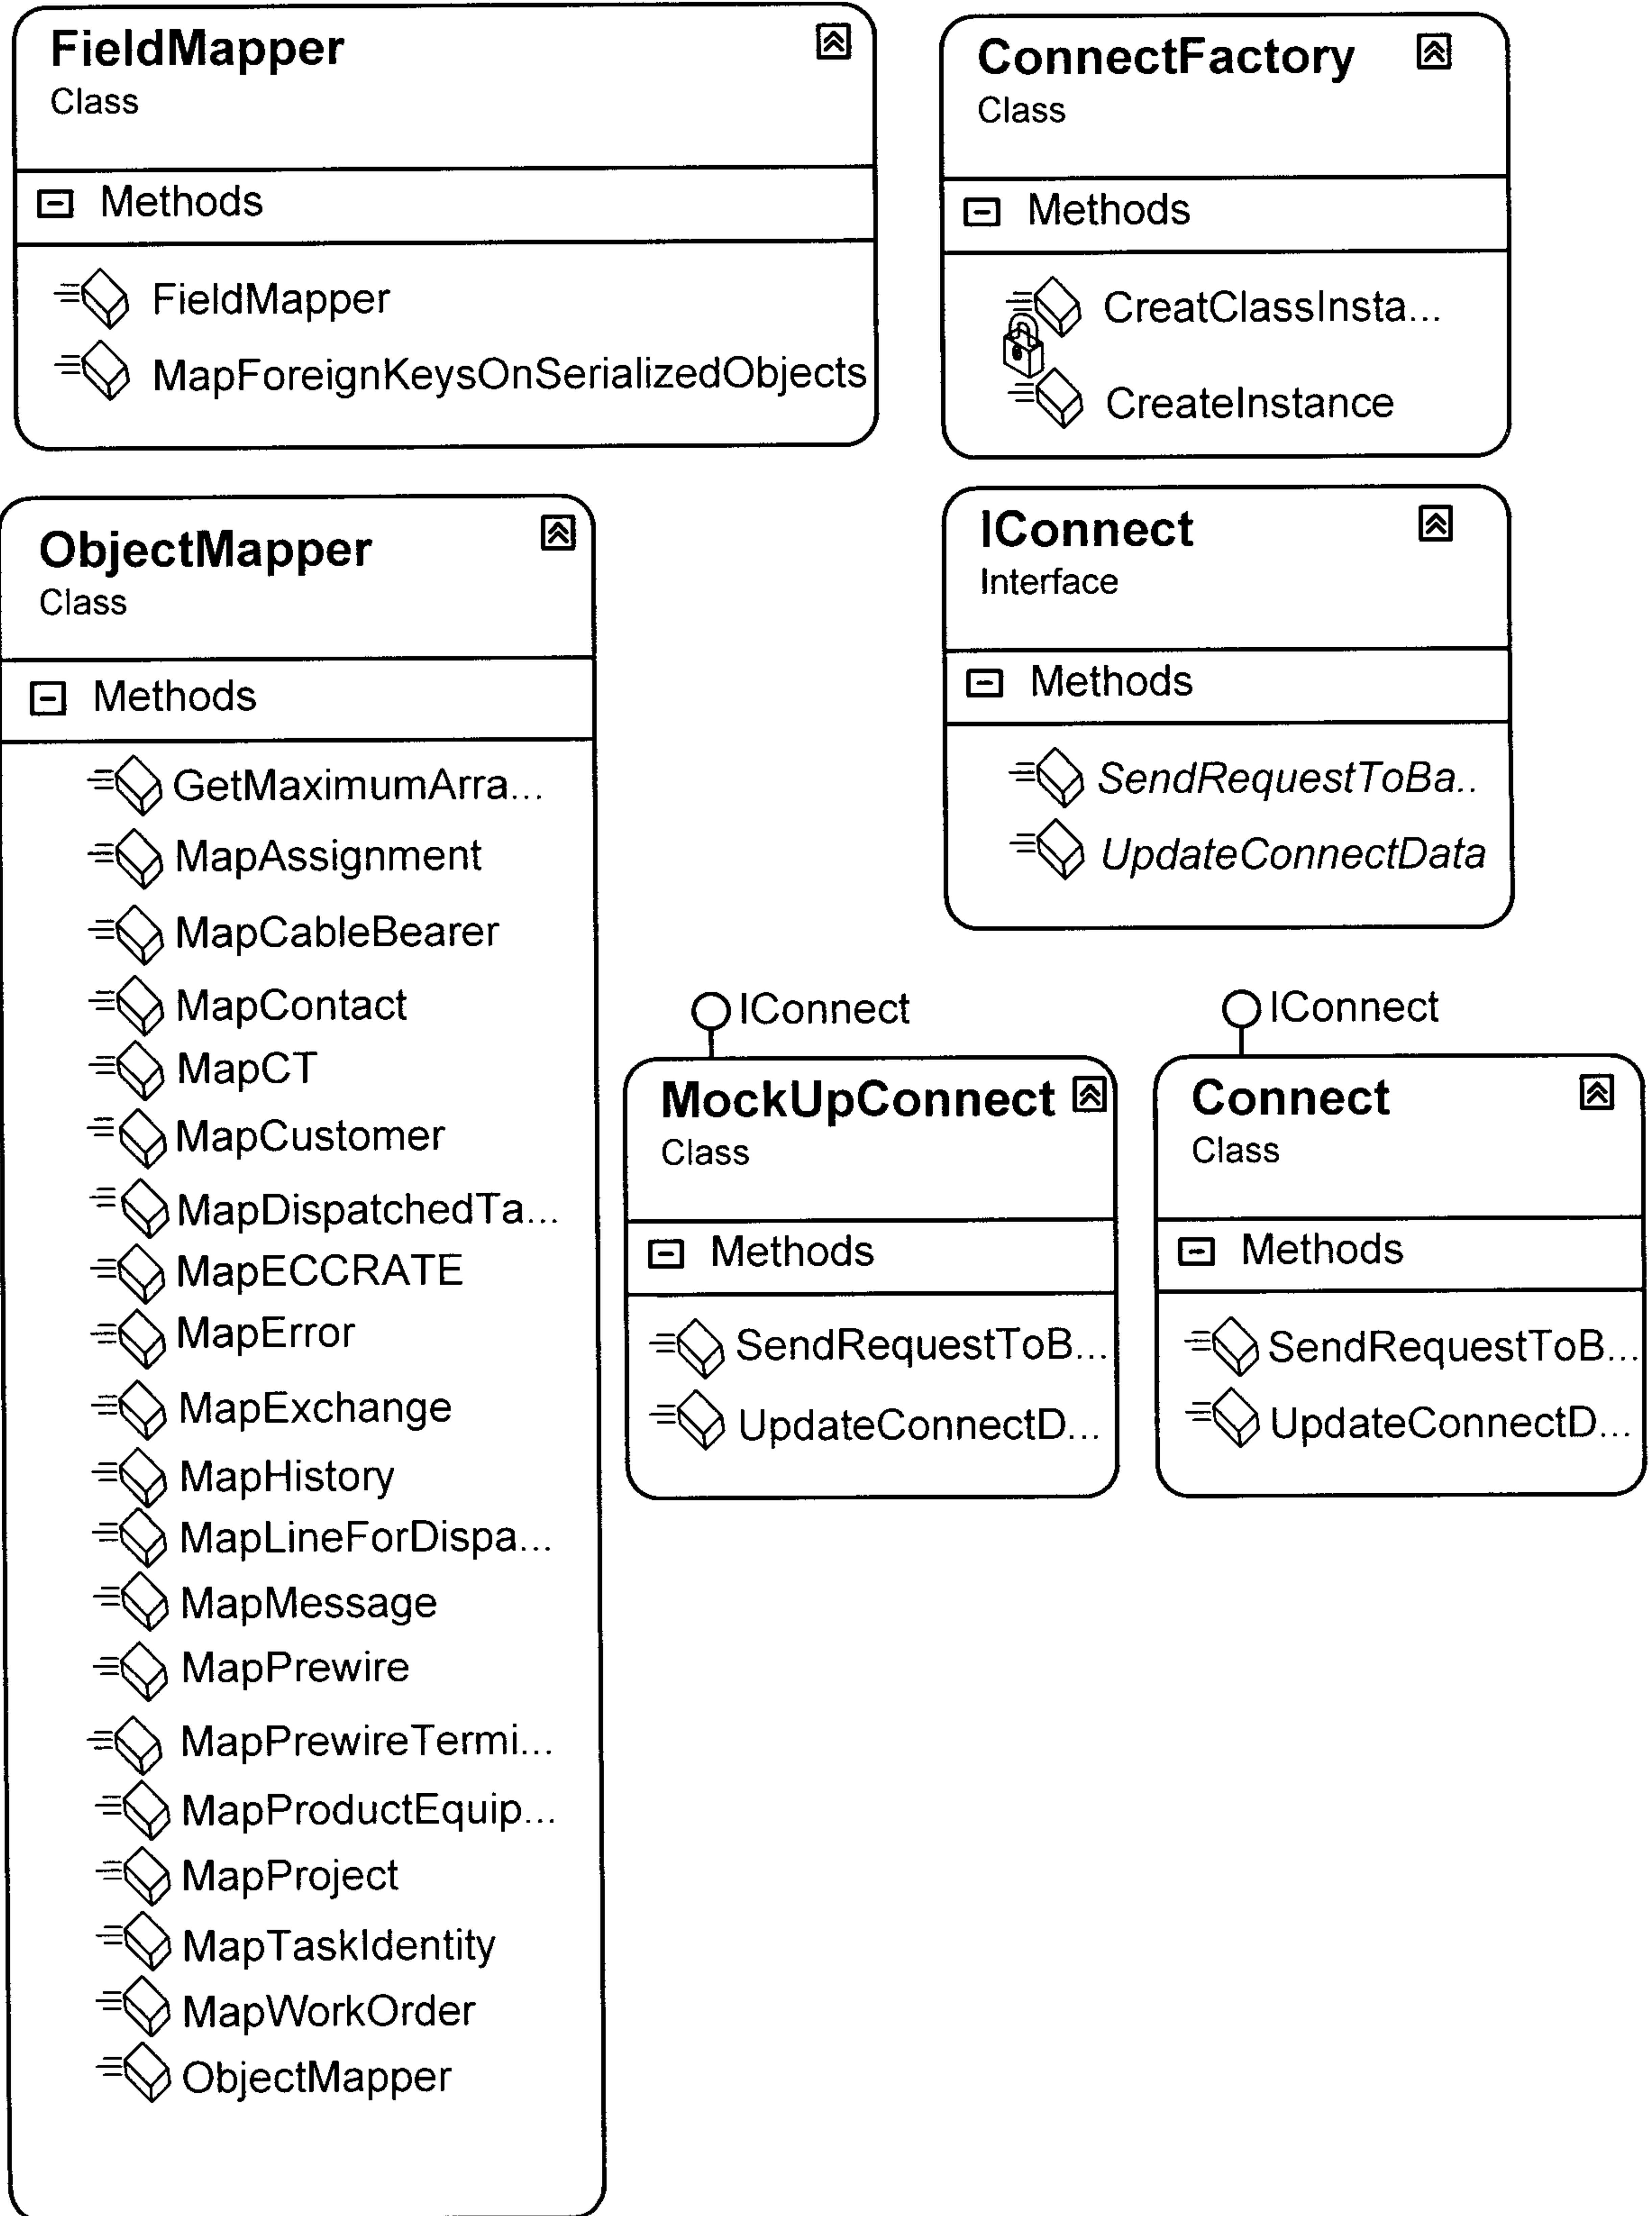 FieldMapper
Class
Methods
FieldMapper
MapForeignKeysOnSerializedObjects
ConnectFactory
Class
Methods
CreatClassInsta...
CreateInstance
ObjectMapper
Class
Methods
GetMaximumArra...
MapAssignment
MapCableBearer
MapContact
MapCT
MapCustomer
MapDispatchedTa...
MapECCRATE
MapError
MapExchange
MapHistory
MapLineForDispa...
MapMessage
MapPrewire
MapPrewireTermi...
MapProductEquip...
MapProject
MapTaskIdentity
MapWorkOrder
ObjectMapper
IConnect
Interface
Methods
SendRequestToBa..
UpdateConnectData
IConnect
MockUpConnect
Class
Methods
SendRequestToB...
UpdateConnectD...
IConnect
Connect
Class
Methods
SendRequestToB...
UpdateConnectD...